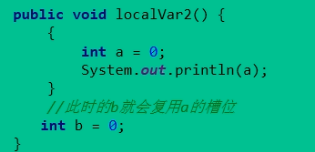 public void localVar2() {
{
int a = 0;
System.out.println(a);
}
//此时的b就会复用a的槽位
int b = 0;
}